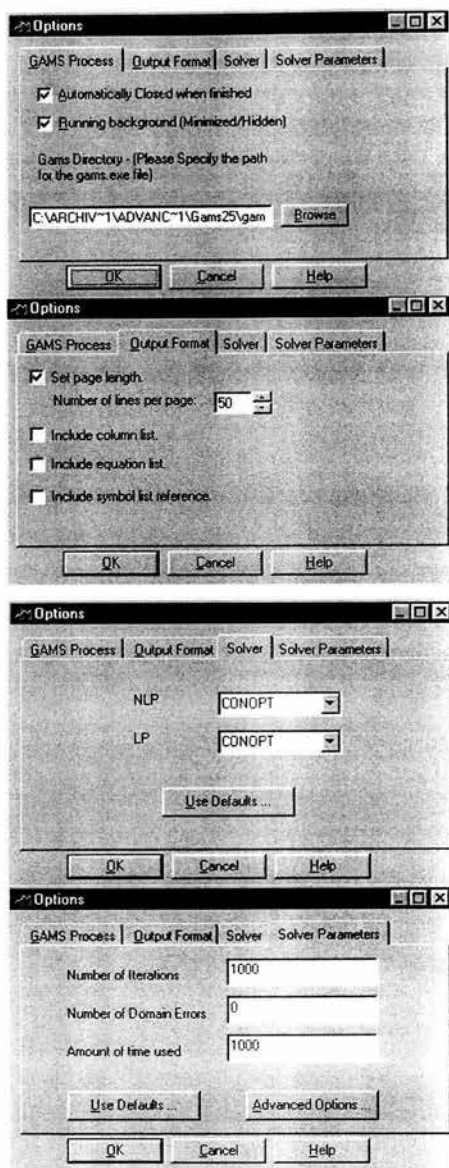 Options
GAMS Process Output Format Solver Solver Parameters
Automatically Closed when finished
Running background (Minimized/Hidden)
Gams Directory - (Please Specify the path
for the gams.exe file)
C:\ARCHIV~1\ADVANC~1\Gams25\gam Browse
OK Cancel Help
Options
GAMS Process Output Format Solver Solver Parameters
Set page length.
Number of lines per page: 50
Include column list.
Include equation list.
Include symbol list reference.
OK Cancel Help
Options
GAMS Process Output Format Solver Solver Parameters
NLP CONOPT
LP CONOPT
Use Defaults ...
OK Cancel Help
Options
GAMS Process Output Format Solver Solver Parameters
Number of Iterations 1000
Number of Domain Errors 0
Amount of time used 1000
Use Defaults ... Advanced Options ...
OK Cancel Help